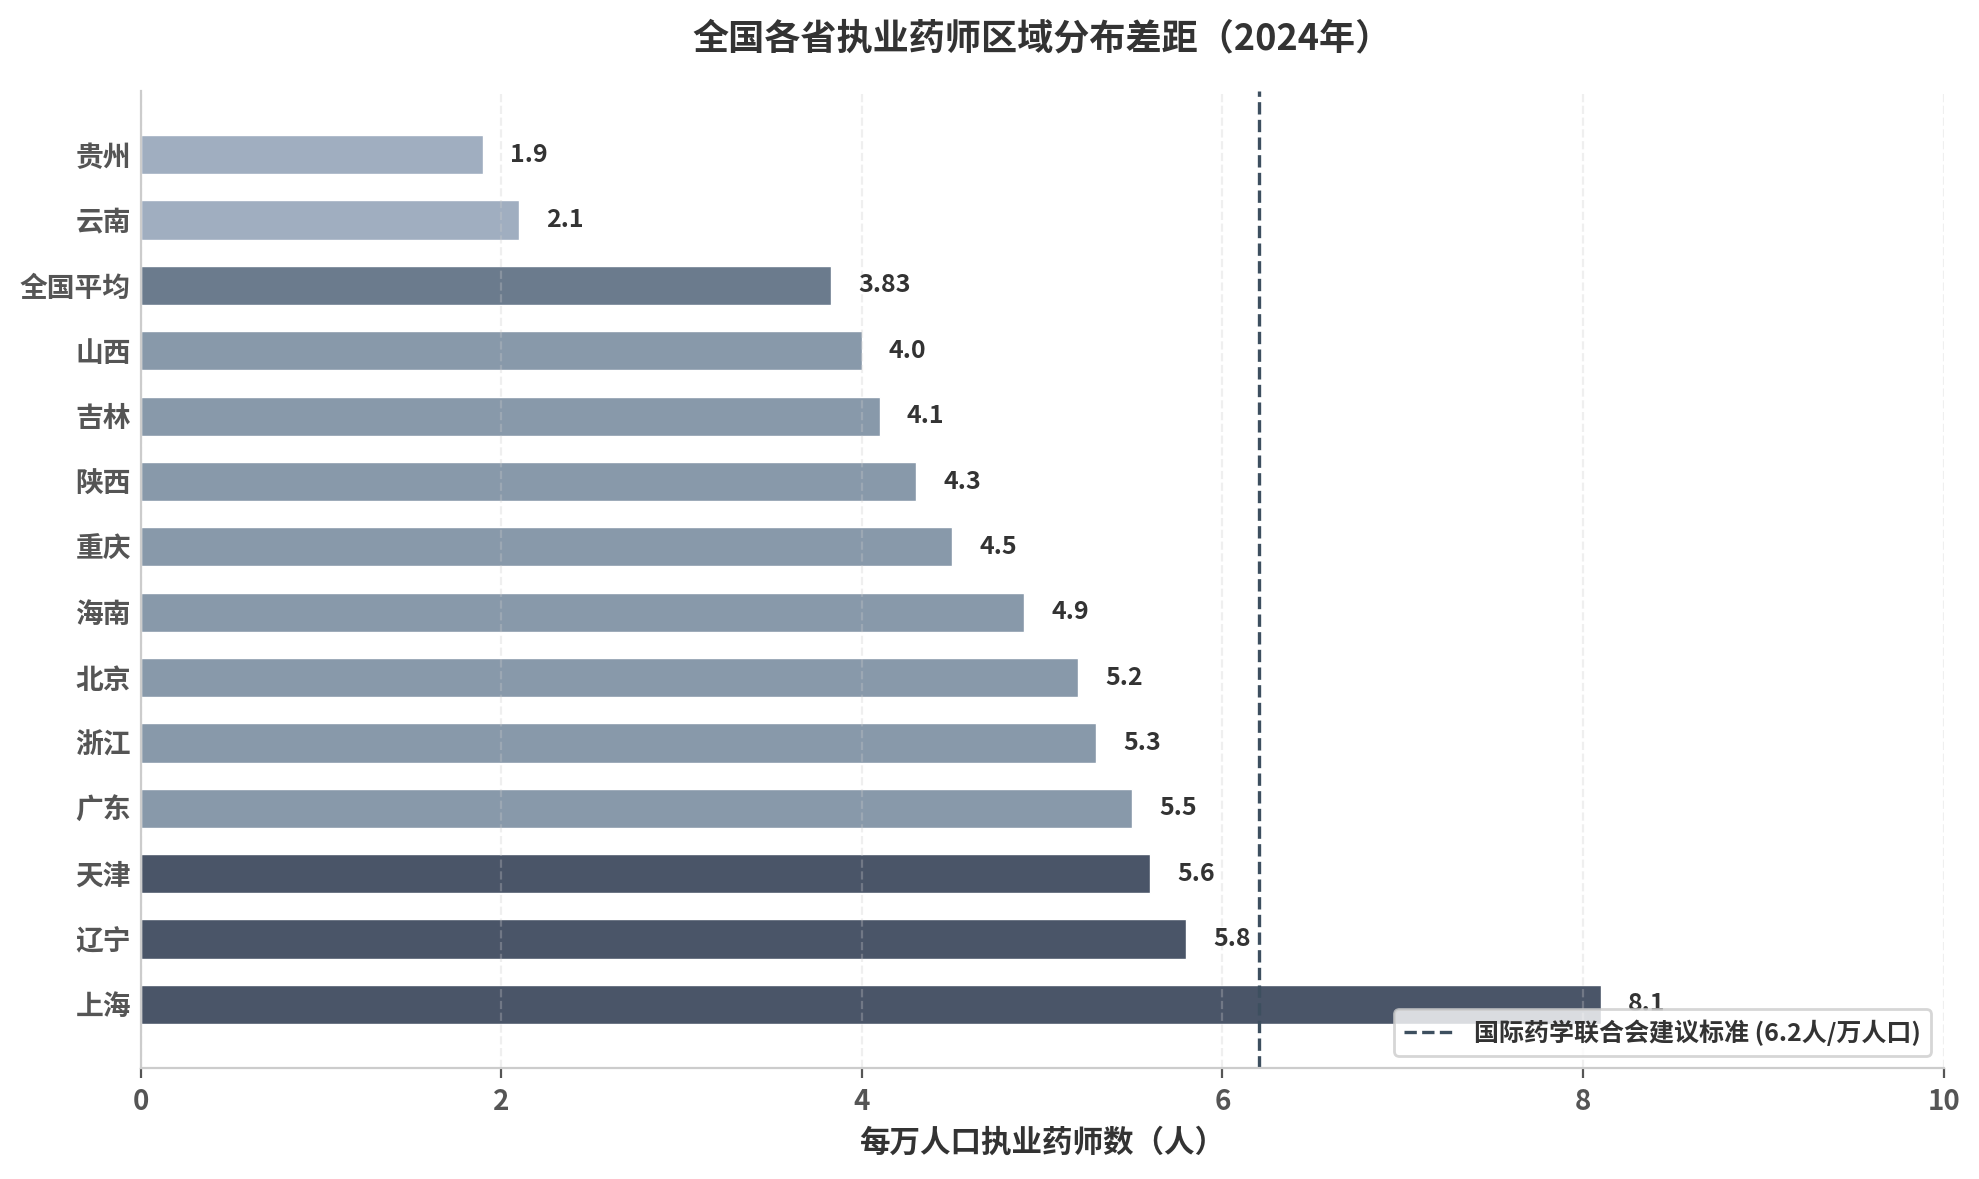 全国各省执业药师区域分布差距（2024年）
贵州 1.9
云南 2.1
全国平均 3.83
山西 4.0
吉林 4.1
陕西 4.3
重庆 4.5
海南 4.9
北京 5.2
浙江 5.3
广东 5.5
天津 5.6
辽宁 5.8
上海 8.1
国际药学联合会建议标准 (6.2人/万人口)
0 2 4 6 8 10
每万人口执业药师数（人）